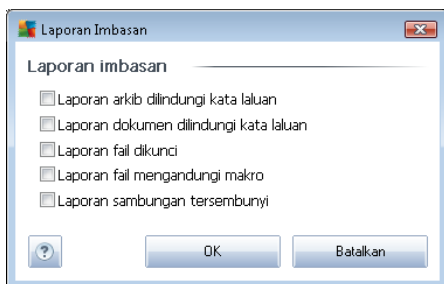 Laporan Imbasan
Laporan imbasan
Laporan arkib dilindungi kata laluan
Laporan dokumen dilindungi kata laluan
Laporan fail dikunci
Laporan fail mengandungi makro
Laporan sambungan tersembunyi
?
OK
Batalkan